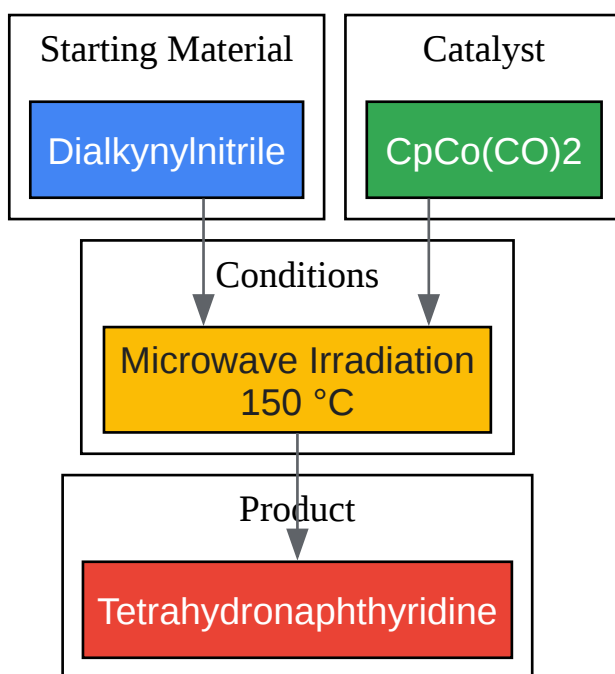 Starting Material
Catalyst
Dialkynylnitrile
CpCo(CO)2
Conditions
Microwave Irradiation
150 °C
Product
Tetrahydronaphthyridine